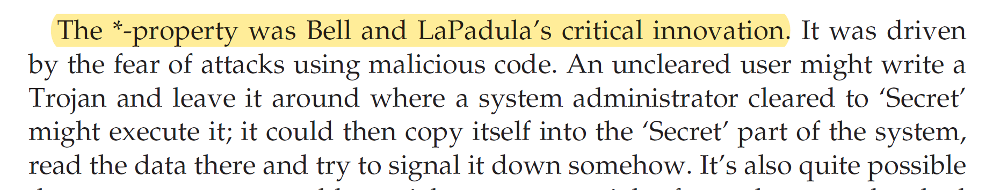 The *-property was Bell and LaPadula’s critical innovation. It was driven
by the fear of attacks using malicious code. An uncleared user might write a
Trojan and leave it around where a system administrator cleared to ‘Secret’
might execute it; it could then copy itself into the ‘Secret’ part of the system,
read the data there and try to signal it down somehow. It’s also quite possible